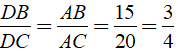 DB/DC = AB/AC = 15/20 = 3/4